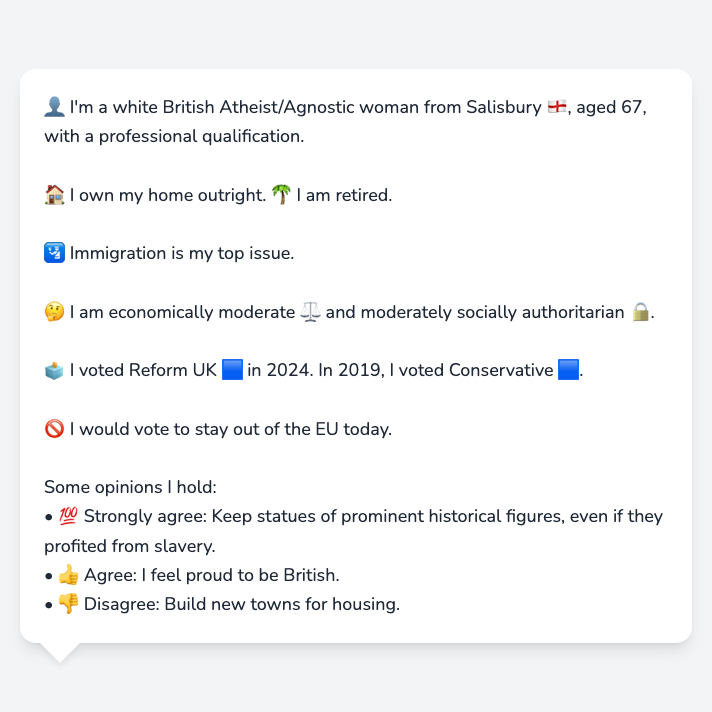 👤 I'm a white British Atheist/Agnostic woman from Salisbury 🏴󠁧󠁢󠁥󠁮󠁧󠁿, aged 67,
with a professional qualification.
🏠 I own my home outright. 🌴 I am retired.
🛂 Immigration is my top issue.
🤔 I am economically moderate ⚖️ and moderately socially authoritarian 🔒.
🗳️ I voted Reform UK 🟦 in 2024. In 2019, I voted Conservative 🟦.
🚫 I would vote to stay out of the EU today.
Some opinions I hold:
• 💯 Strongly agree: Keep statues of prominent historical figures, even if they
profited from slavery.
• 👍 Agree: I feel proud to be British.
• 👎 Disagree: Build new towns for housing.